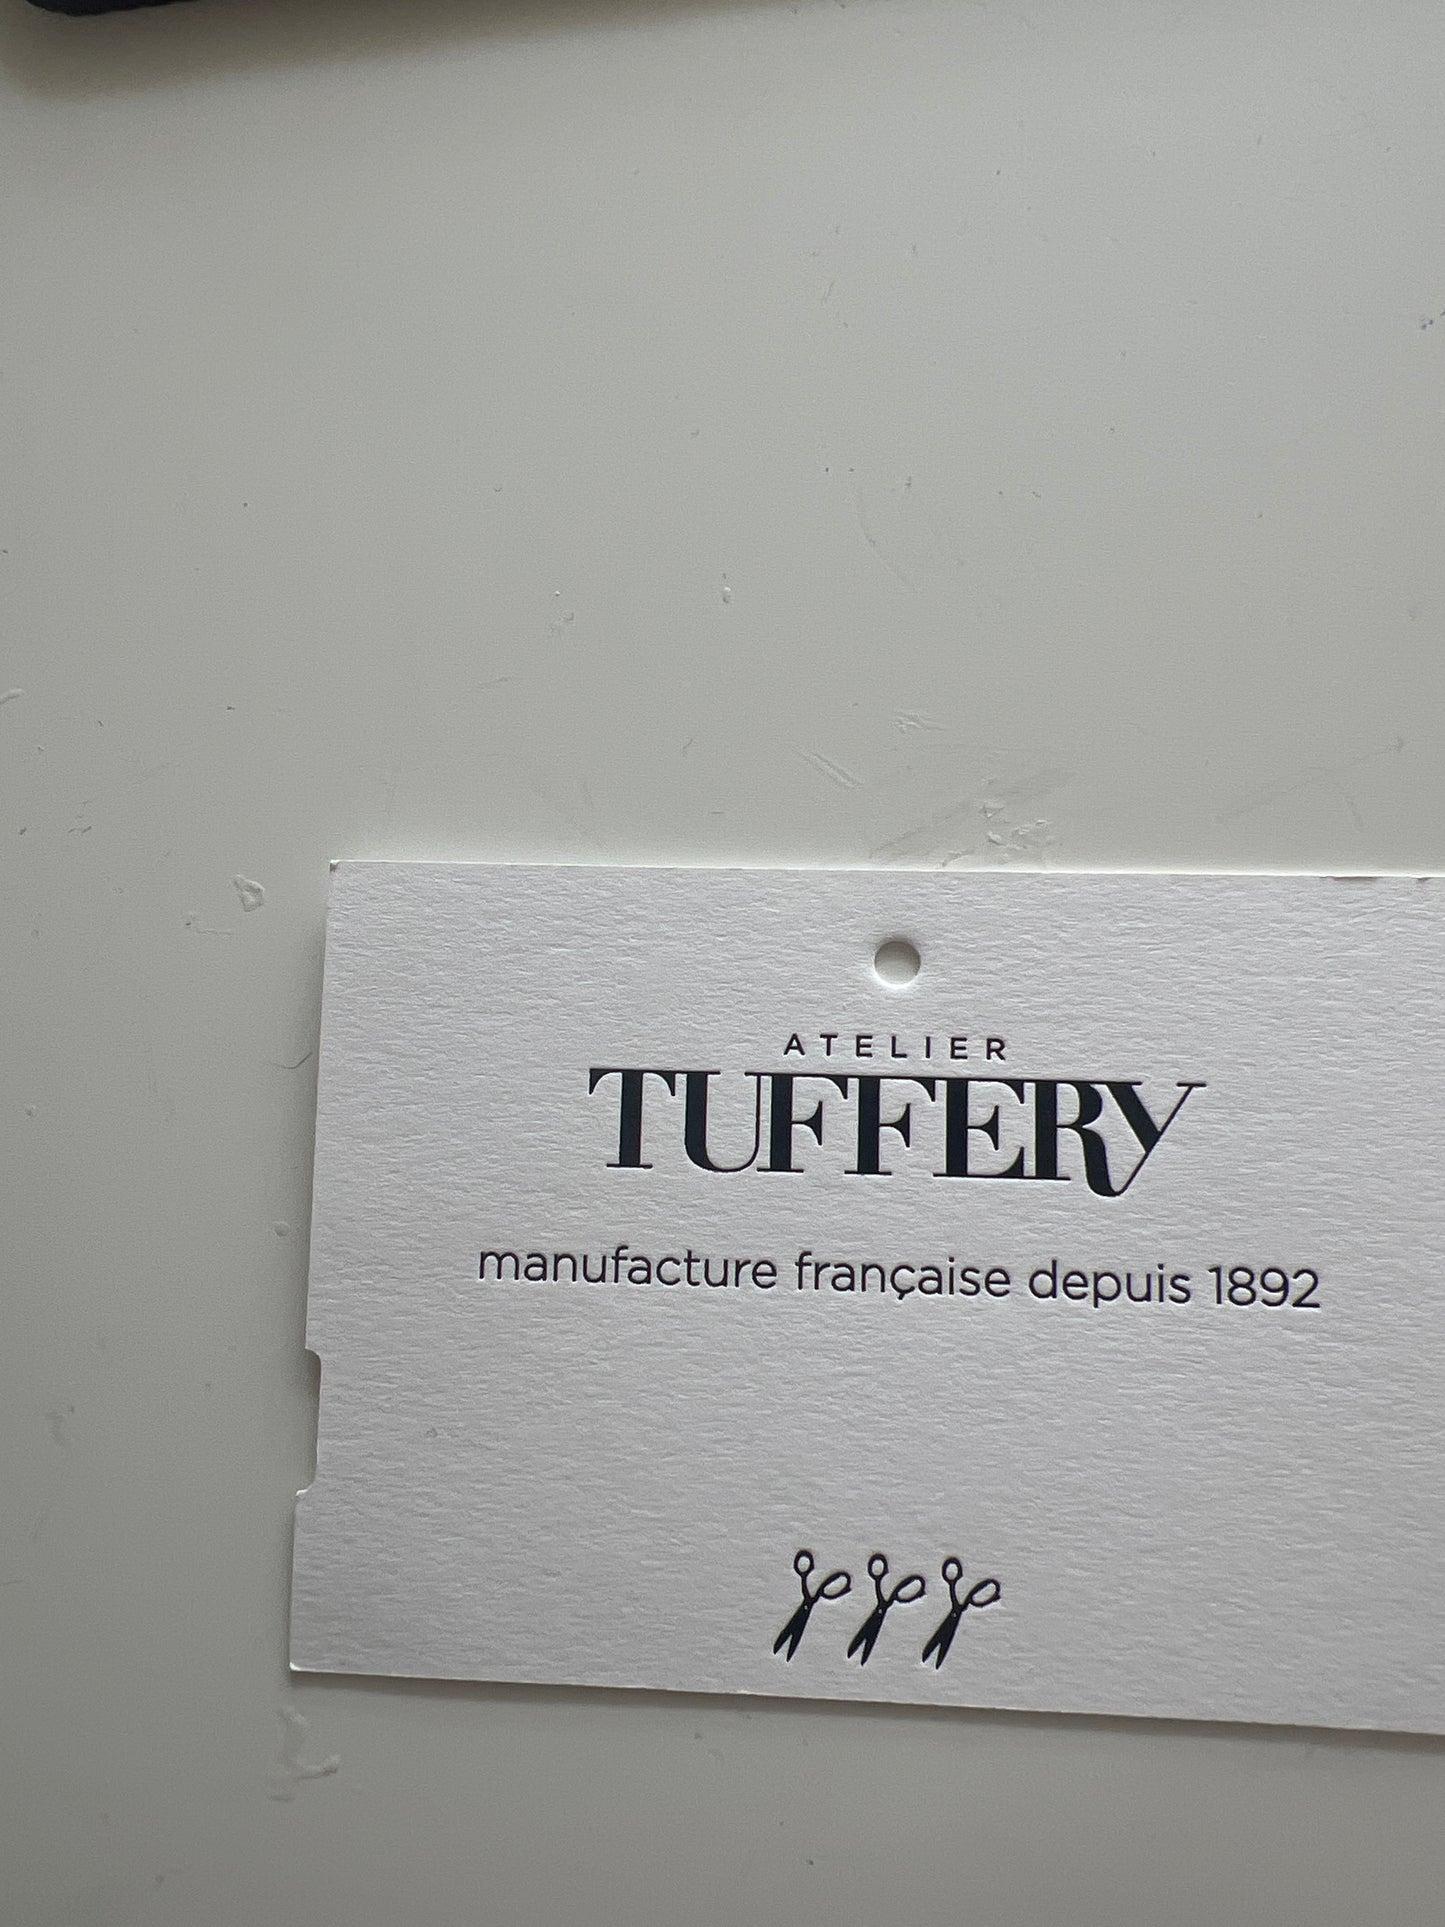 ATELIER
TUFFERY
manufacture française depuis 1892